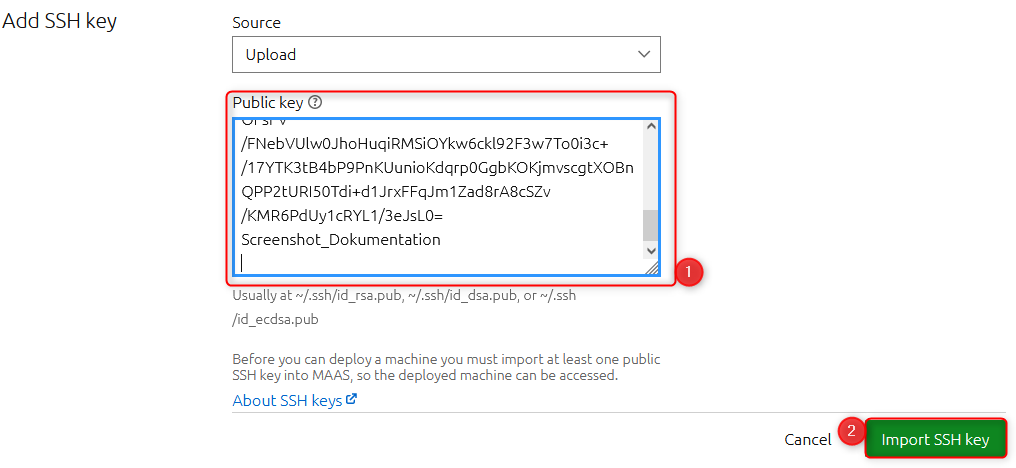 Add SSH key
Source
Upload
Public key
/FNebVUlw0JhoHuqiRMSiOYkw6ckl92F3w7To0i3c+
/17YTK3tB4bP9PnKUunioKdqrp0GgbKOKjmvscgtXOBn
QPP2tURI50Tdi+d1JrxFFqJm1Zad8rA8cSZv
/KMR6PdUy1cRYL1/3eJsL0=
Screenshot_Dokumentation
1
Usually at ~/.ssh/id_rsa.pub, ~/.ssh/id_dsa.pub, or ~/.ssh
/id_ecdsa.pub
Before you can deploy a machine you must import at least one public
SSH key into MAAS, so the deployed machine can be accessed.
About SSH keys
Cancel
2
Import SSH key